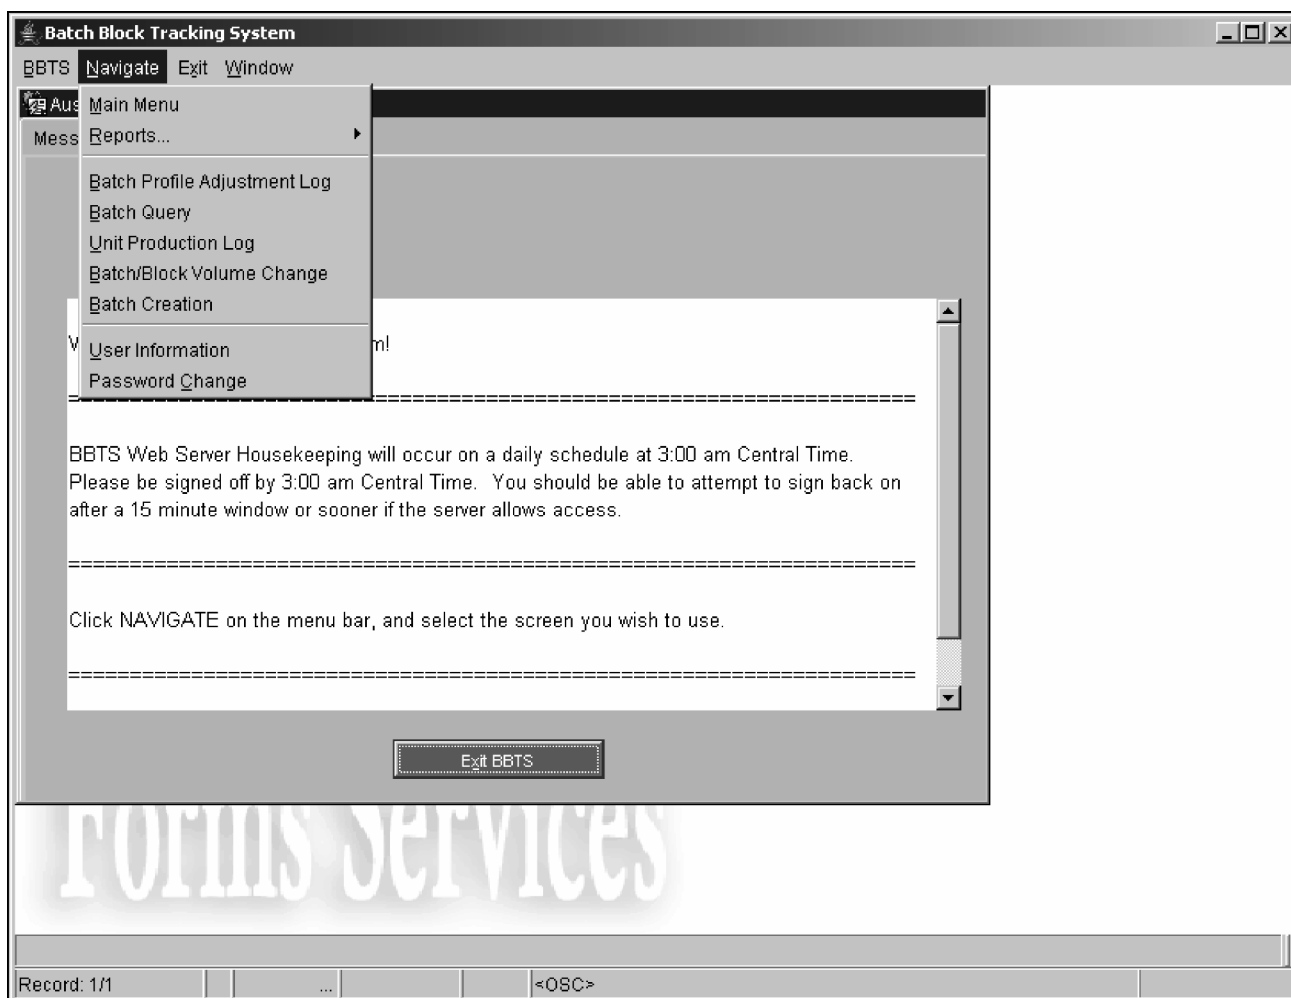 Batch Block Tracking System
BBTS Navigate Exit Window
Aus
Mess
Main Menu
Reports...
Batch Profile Adjustment Log
Batch Query
Unit Production Log
Batch/Block Volume Change
Batch Creation
User Information
Password Change
m!
====================================================================
BBTS Web Server Housekeeping will occur on a daily schedule at 3:00 am Central Time.
Please be signed off by 3:00 am Central Time. You should be able to attempt to sign back on
after a 15 minute window or sooner if the server allows access.
====================================================================
Click NAVIGATE on the menu bar, and select the screen you wish to use.
====================================================================
Exit BBTS
Forms Services
Record: 1/1 ... <OSC>